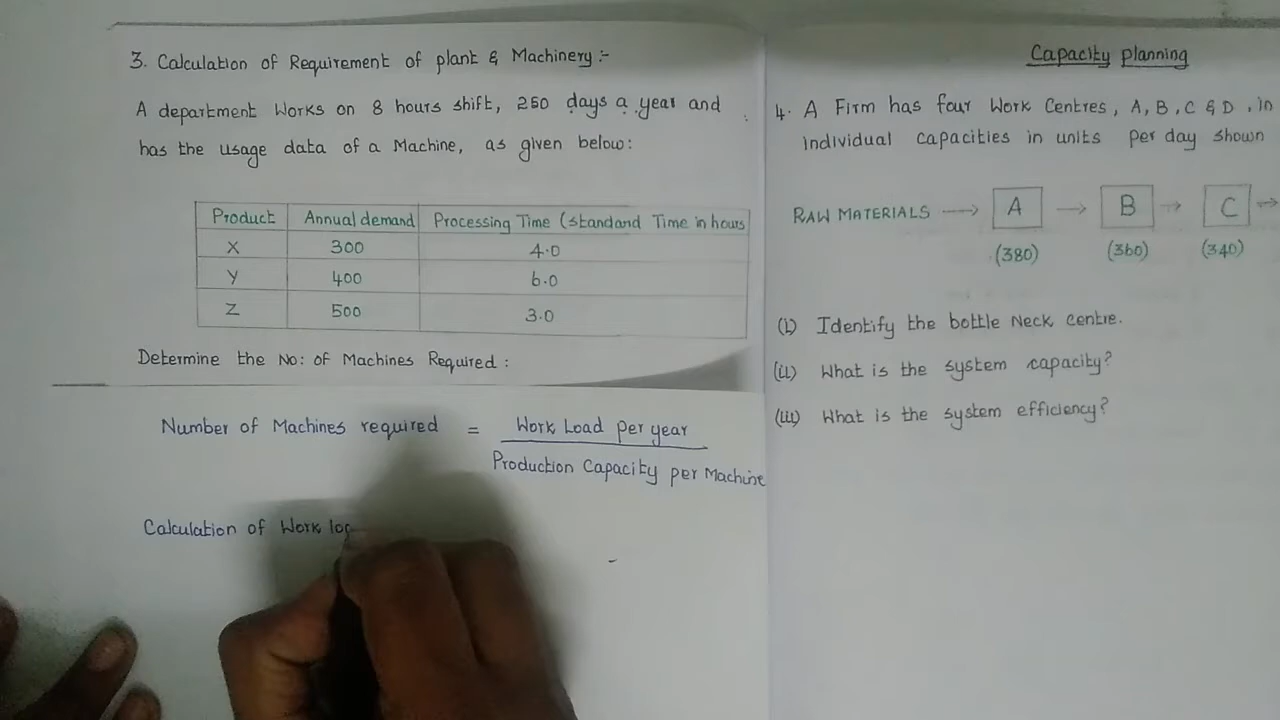 3. Calculation of Requirement of plant & Machinery :-
A department Works on 8 hours shift, 250 days a year and
has the usage data of a Machine, as given below:
Product Annual demand Processing Time (standard Time in hours
X 300 4.0
Y 400 6.0
Z 500 3.0
Determine the No: of Machines Required :
Number of Machines required = Work Load per year
Production Capacity per Machine
Calculation of Work loa
Capacity planning
4. A Firm has four Work Centres, A, B, C & D, in
individual capacities in units per day shown
RAW MATERIALS → A → B → C →
(380) (360) (340)
(i) Identify the bottle Neck centre.
(ii) What is the system capacity?
(iii) What is the system efficiency?